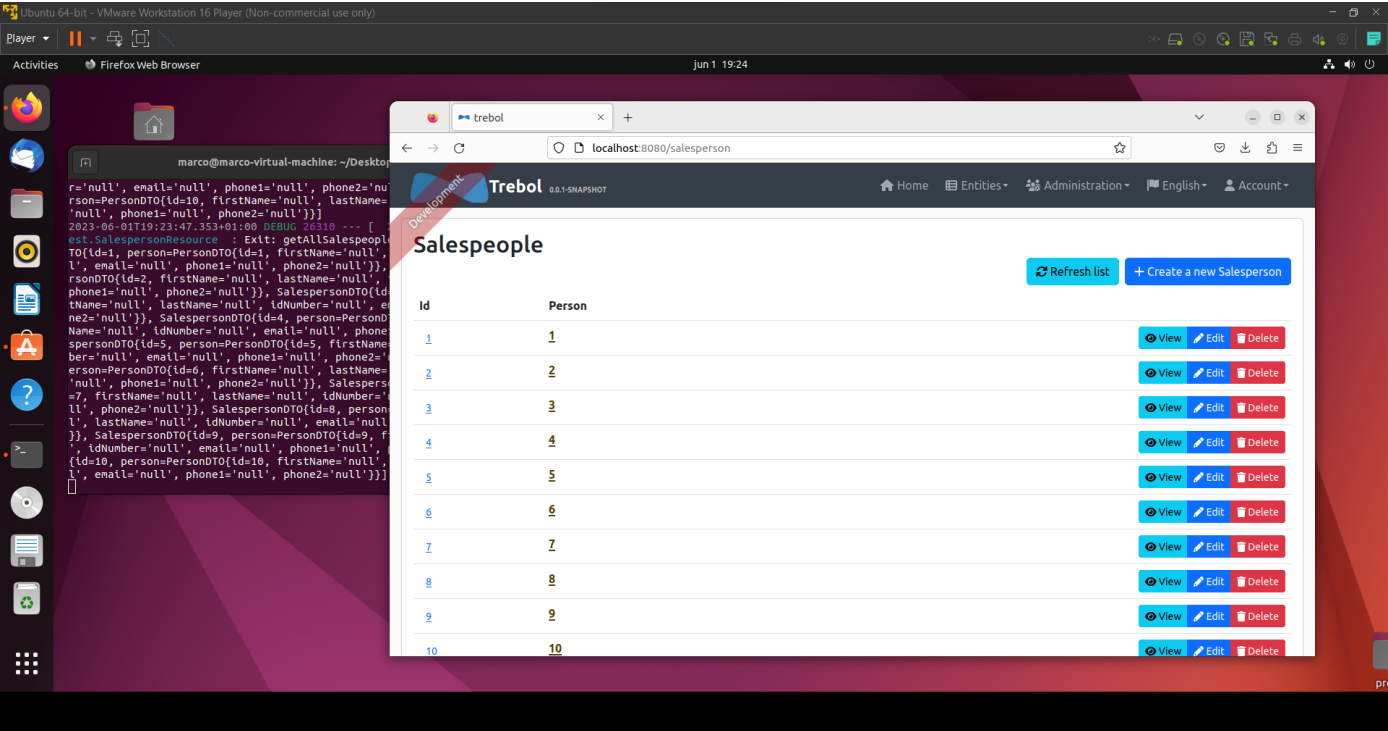 Ubuntu 64-bit - VMware Workstation 16 Player (Non-commercial use only)
Player
Activities
Firefox Web Browser
jun 1 19:24
marco@marco-virtual-machine: ~/Desktop
r='null', email='null', phone1='null', phone2='nu
rson=PersonDTO{id=10, firstName='null', lastName=
'null', phone1='null', phone2='null'}}]
2023-06-01T19:23:47.353+01:00 DEBUG 26310 --- [
est.SalespersonResource : Exit: getAllSalespeople
TO{id=1, person=PersonDTO{id=1, firstName='null',
l', email='null', phone1='null', phone2='null'}},
rsonDTO{id=2, firstName='null', lastName='null',
phone1='null', phone2='null'}}, SalespersonDTO{id=
tName='null', lastName='null', idNumber='null', e
ne2='null'}}, SalespersonDTO{id=4, person=PersonD
Name='null', idNumber='null', email='null', phone
spersonDTO{id=5, person=PersonDTO{id=5, firstName
ber='null', email='null', phone1='null', phone2='
erson=PersonDTO{id=6, firstName='null', lastName=
'null', phone1='null', phone2='null'}}, Salesperso
=7, firstName='null', lastName='null', idNumber='
ll', phone2='null'}}, SalespersonDTO{id=8, person
l', lastName='null', idNumber='null', email='null
}}, SalespersonDTO{id=9, person=PersonDTO{id=9, f
', idNumber='null', email='null', phone1='null',
{id=10, person=PersonDTO{id=10, firstName='null',
l', email='null', phone1='null', phone2='null'}}]
trebol
localhost:8080/salesperson
Development
Trebol 0.0.1-SNAPSHOT
Home Entities Administration English Account
Salespeople
Refresh list
+ Create a new Salesperson
Id Person
1 1 View Edit Delete
2 2 View Edit Delete
3 3 View Edit Delete
4 4 View Edit Delete
5 5 View Edit Delete
6 6 View Edit Delete
7 7 View Edit Delete
8 8 View Edit Delete
9 9 View Edit Delete
10 10 View Edit Delete